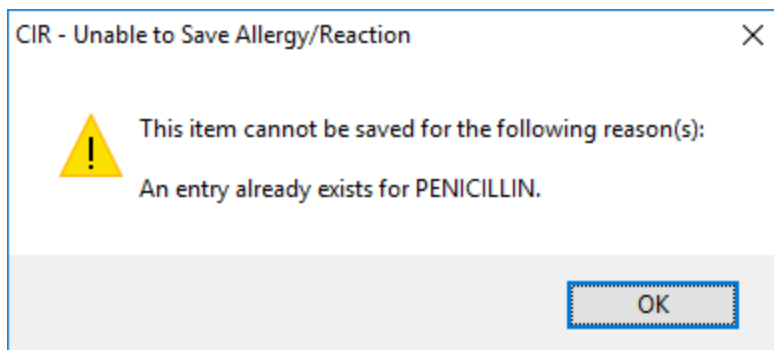 CIR - Unable to Save Allergy/Reaction
This item cannot be saved for the following reason(s):
An entry already exists for PENICILLIN.
OK